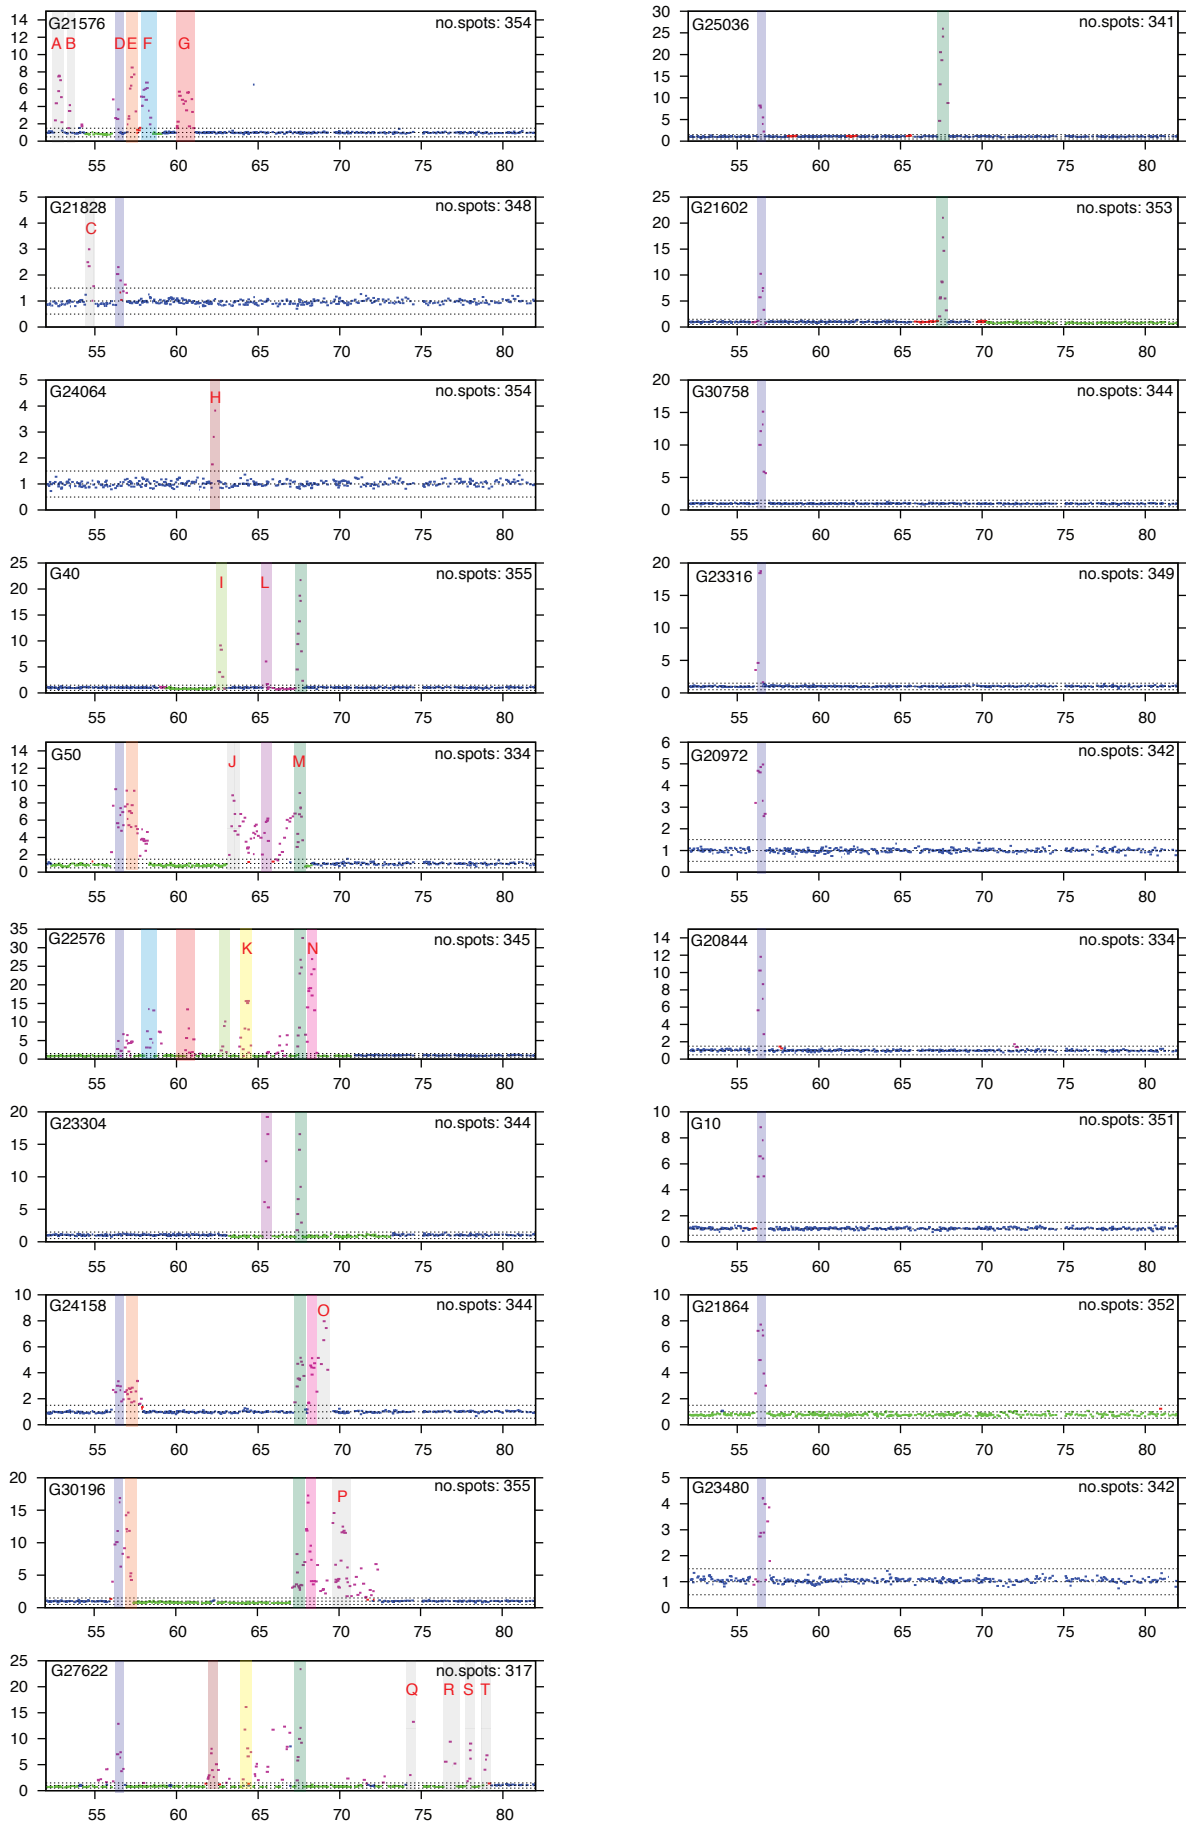 G21576 no.spots: 354
A B D E F G
14
12
10
8
6
4
2
0
55 60 65 70 75 80
G21828 no.spots: 348
C
5
4
3
2
1
0
55 60 65 70 75 80
G24064 no.spots: 354
H
5
4
3
2
1
0
55 60 65 70 75 80
G40 no.spots: 355
I L
25
20
15
10
5
0
55 60 65 70 75 80
G50 no.spots: 334
J M
14
12
10
8
6
4
2
0
55 60 65 70 75 80
G22576 no.spots: 345
K N
35
30
25
20
15
10
5
0
55 60 65 70 75 80
G23304 no.spots: 344
20
15
10
5
0
55 60 65 70 75 80
G24158 no.spots: 344
O
10
8
6
4
2
0
55 60 65 70 75 80
G30196 no.spots: 355
P
20
15
10
5
0
55 60 65 70 75 80
G27622 no.spots: 317
Q R S T
25
20
15
10
5
0
55 60 65 70 75 80
G25036 no.spots: 341
30
25
20
15
10
5
0
55 60 65 70 75 80
G21602 no.spots: 353
25
20
15
10
5
0
55 60 65 70 75 80
G30758 no.spots: 344
20
15
10
5
0
55 60 65 70 75 80
G23316 no.spots: 349
20
15
10
5
0
55 60 65 70 75 80
G20972 no.spots: 342
6
5
4
3
2
1
0
55 60 65 70 75 80
G20844 no.spots: 334
14
12
10
8
6
4
2
0
55 60 65 70 75 80
G10 no.spots: 351
10
8
6
4
2
0
55 60 65 70 75 80
G21864 no.spots: 352
10
8
6
4
2
0
55 60 65 70 75 80
G23480 no.spots: 342
5
4
3
2
1
0
55 60 65 70 75 80